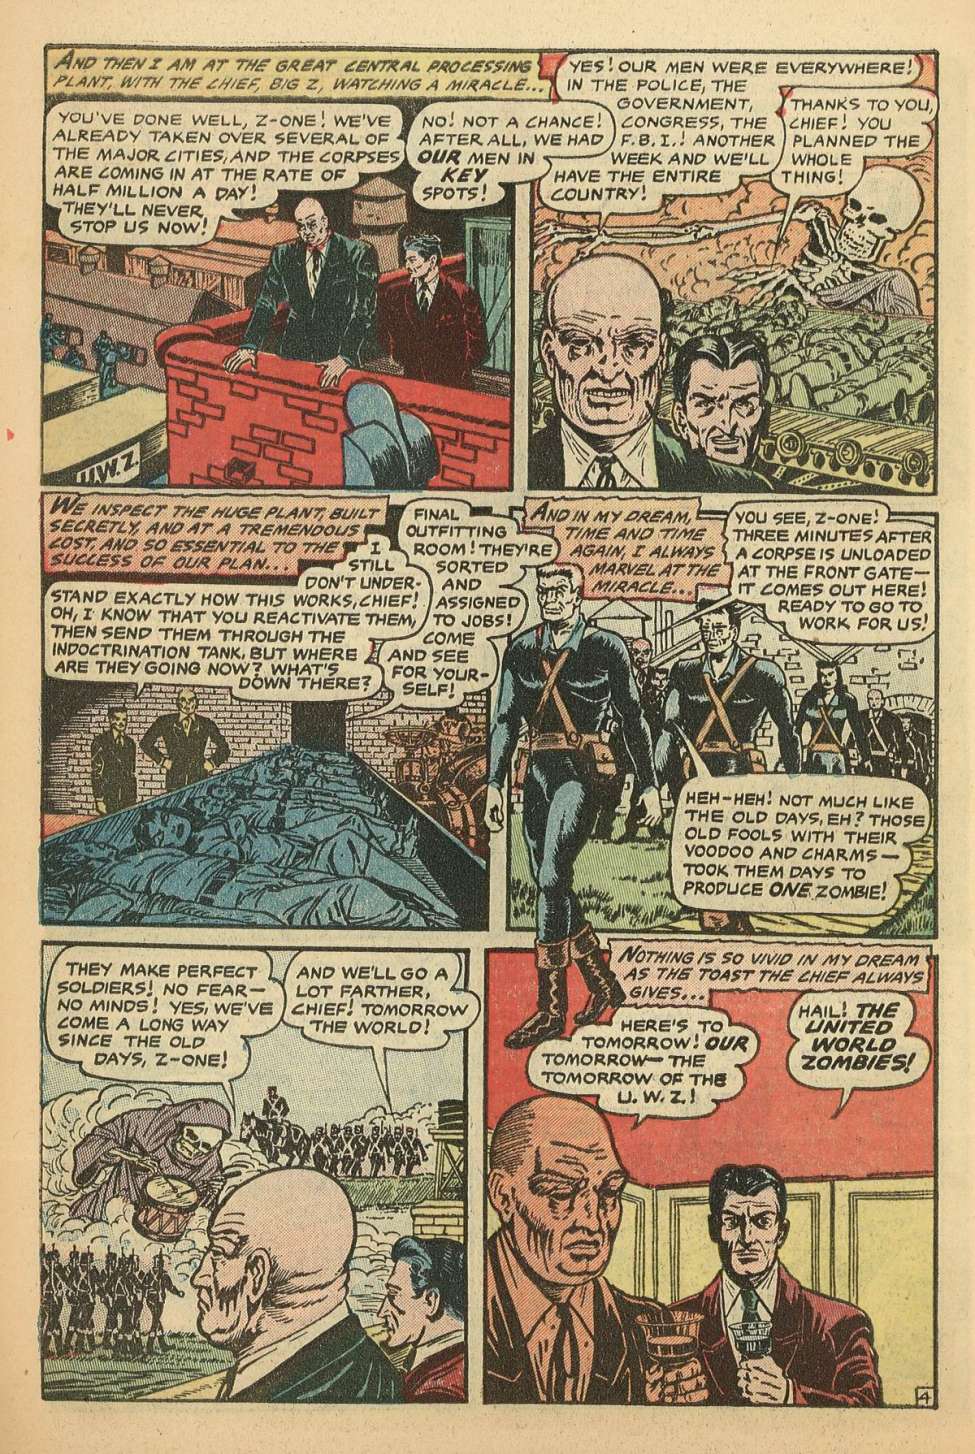 AND THEN I AM AT THE GREAT CENTRAL PROCESSING
PLANT, WITH THE CHIEF, BIG Z, WATCHING A MIRACLE...
YOU'VE DONE WELL, Z-ONE! WE'VE
ALREADY TAKEN OVER SEVERAL OF
THE MAJOR CITIES, AND THE CORPSES
ARE COMING IN AT THE RATE OF
HALF MILLION A DAY!
THEY'LL NEVER
STOP US NOW!
NO! NOT A CHANCE!
AFTER ALL, WE HAD
OUR MEN IN
KEY
SPOTS!
U.W.Z.
YES! OUR MEN WERE EVERYWHERE!
IN THE POLICE, THE
GOVERNMENT,
CONGRESS, THE
F.B.I.! ANOTHER
WEEK AND WE'LL
HAVE THE ENTIRE
COUNTRY!
THANKS TO YOU,
CHIEF! YOU
PLANNED THE
WHOLE
THING!
WE INSPECT THE HUGE PLANT, BUILT
SECRETLY, AND AT A TREMENDOUS
COST, AND SO ESSENTIAL TO THE
SUCCESS OF OUR PLAN...
I
STILL
DON'T UNDER-
STAND EXACTLY HOW THIS WORKS, CHIEF!
OH, I KNOW THAT YOU REACTIVATE THEM,
THEN SEND THEM THROUGH THE
INDOCTRINATION TANK, BUT WHERE
ARE THEY GOING NOW? WHAT'S
DOWN THERE?
FINAL
OUTFITTING
ROOM! THEY'RE
SORTED
AND
ASSIGNED
TO JOBS!
COME
AND SEE
FOR YOUR-
SELF!
AND IN MY DREAM,
TIME AND TIME
AGAIN, I ALWAYS
MARVEL AT THE
MIRACLE...
YOU SEE, Z-ONE!
THREE MINUTES AFTER
A CORPSE IS UNLOADED
AT THE FRONT GATE—
IT COMES OUT HERE!
READY TO GO TO
WORK FOR US!
HEH-HEH! NOT MUCH LIKE
THE OLD DAYS, EH? THOSE
OLD FOOLS WITH THEIR
VOODOO AND CHARMS—
TOOK THEM DAYS TO
PRODUCE ONE ZOMBIE!
THEY MAKE PERFECT
SOLDIERS! NO FEAR—
NO MINDS! YES, WE'VE
COME A LONG WAY
SINCE THE OLD
DAYS, Z-ONE!
AND WE'LL GO A
LOT FARTHER,
CHIEF! TOMORROW
THE WORLD!
NOTHING IS SO VIVID IN MY DREAM
AS THE TOAST THE CHIEF ALWAYS
GIVES...
HERE'S TO
TOMORROW! OUR
TOMORROW—THE
TOMORROW OF THE
U.W.Z.!
HAIL! THE
UNITED
WORLD
ZOMBIES!
4